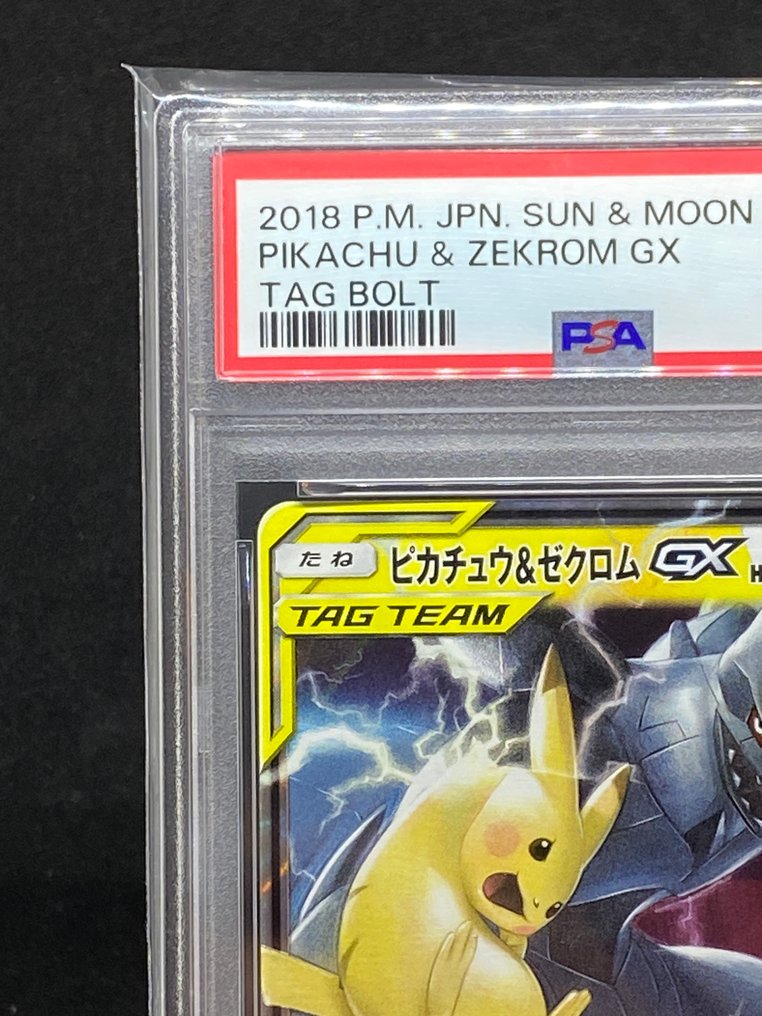 2018 P.M. JPN. SUN & MOON
PIKACHU & ZEKROM GX
TAG BOLT
PSA
たね ピカチュウ&ゼクロム GX H
TAG TEAM